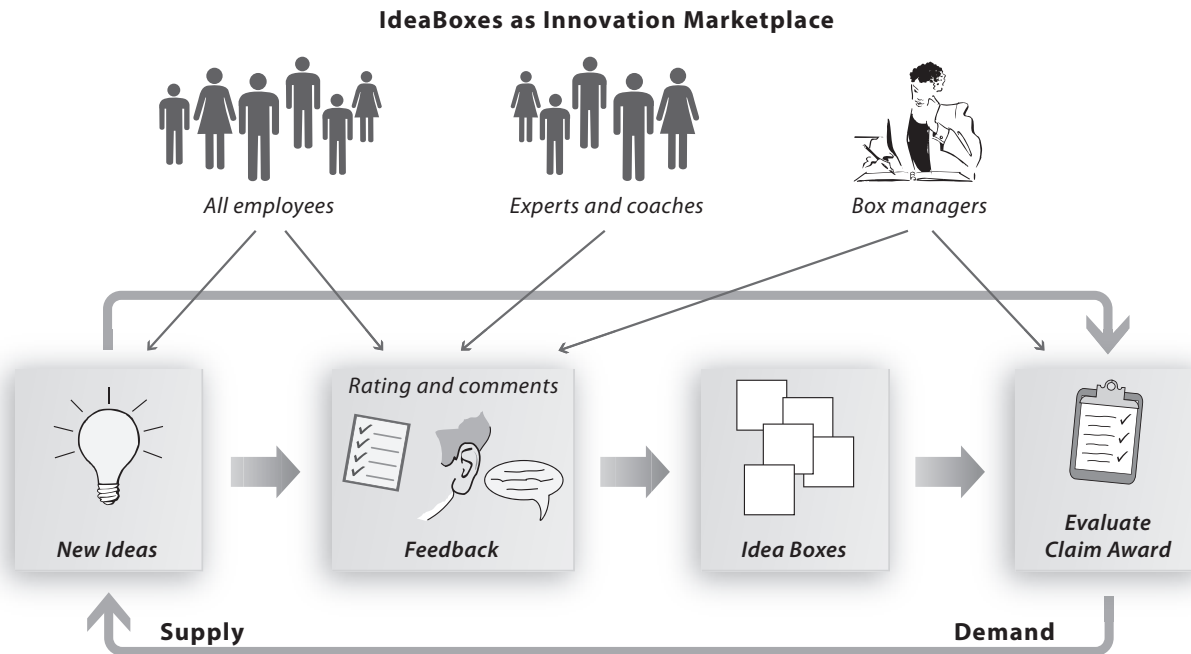 IdeaBoxes as Innovation Marketplace
All employees
Experts and coaches
Box managers
Rating and comments
New Ideas
Feedback
Idea Boxes
Evaluate
Claim Award
Supply
Demand